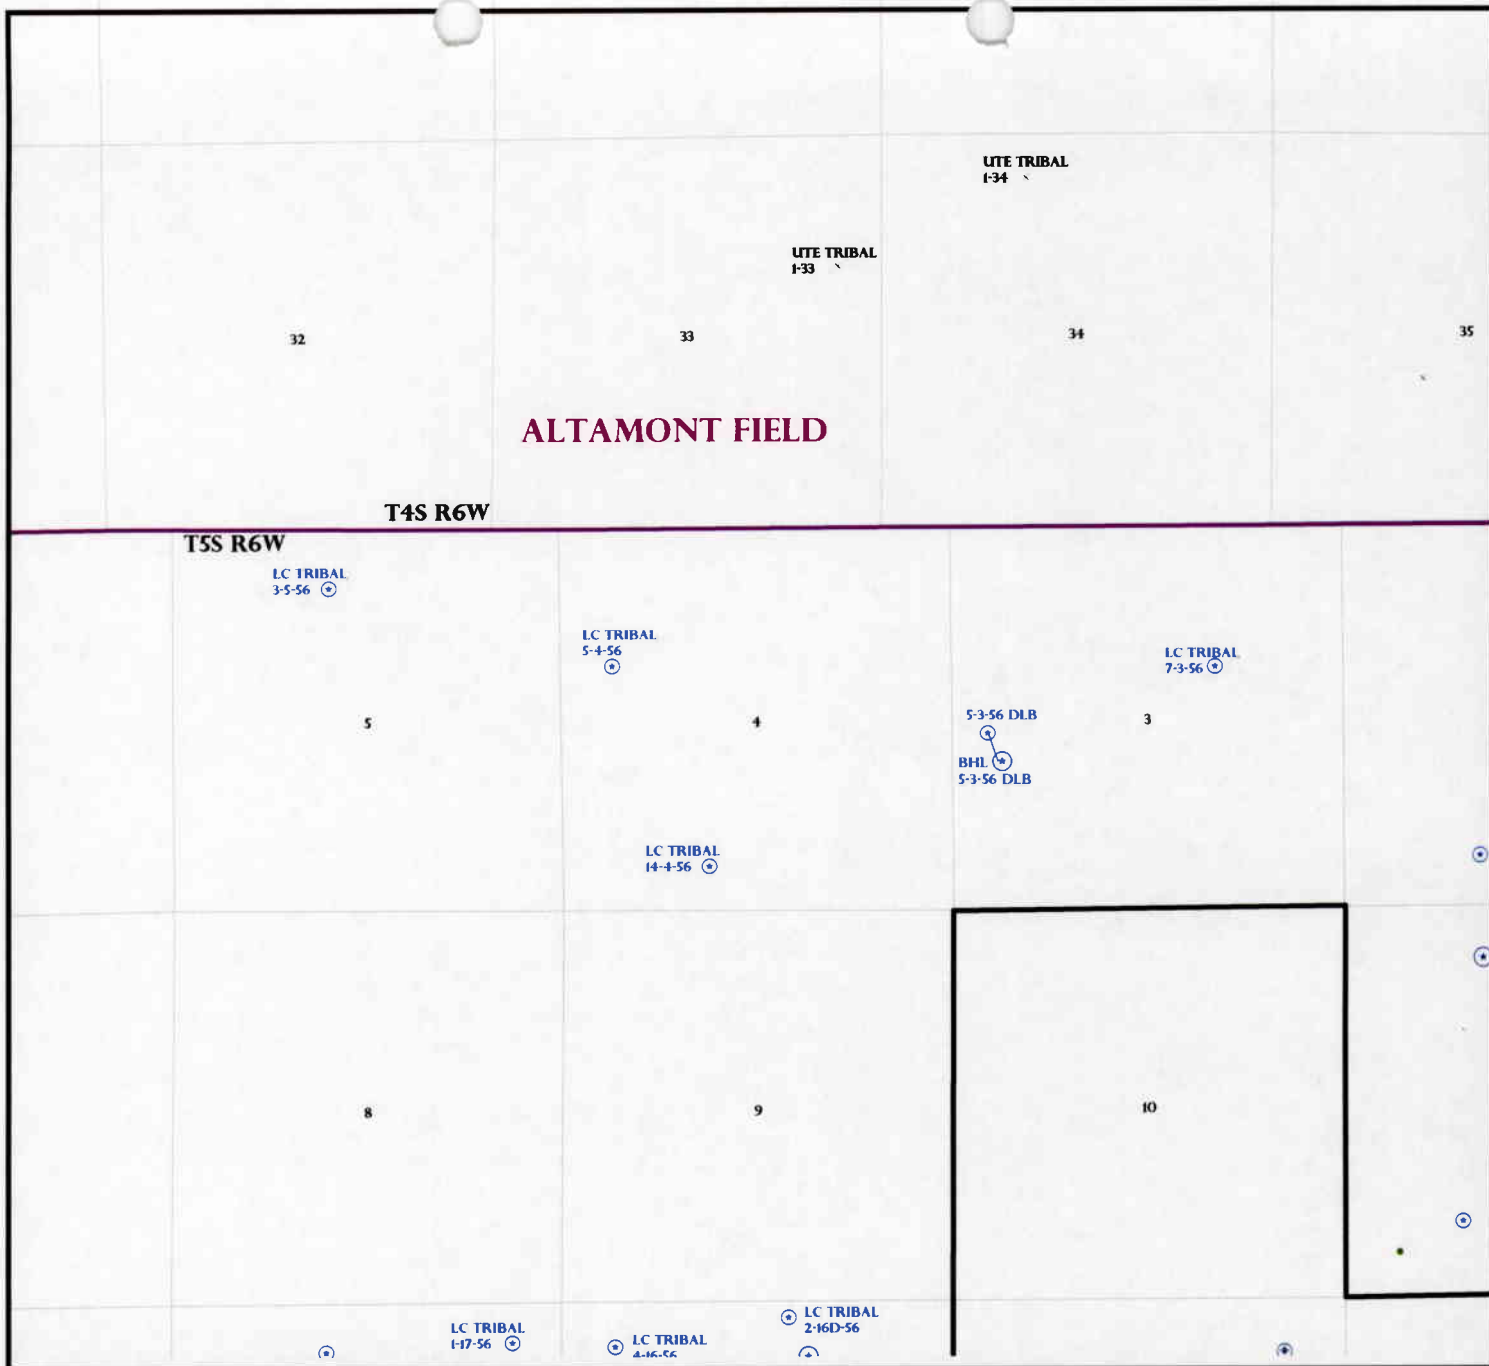 UTE TRIBAL
1-34
UTE TRIBAL
1-33
32
33
34
35
ALTAMONT FIELD
T4S R6W
T5S R6W
LC TRIBAL
3-5-56
LC TRIBAL
5-4-56
LC TRIBAL
7-3-56
5
4
3
5-3-56 DLB
BHL
5-3-56 DLB
LC TRIBAL
14-4-56
8
9
10
LC TRIBAL
2-16D-56
LC TRIBAL
1-17-56
LC TRIBAL
4-16-56